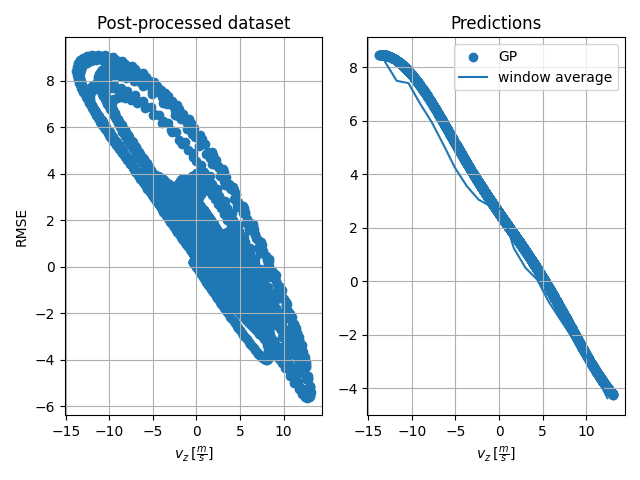 Post-processed dataset
RMSE
8
6
4
2
0
−2
−4
−6
−15 −10 −5 0 5 10
v_z [m/s]
Predictions
GP
window average
8
6
4
2
0
−2
−4
−15 −10 −5 0 5 10
v_z [m/s]